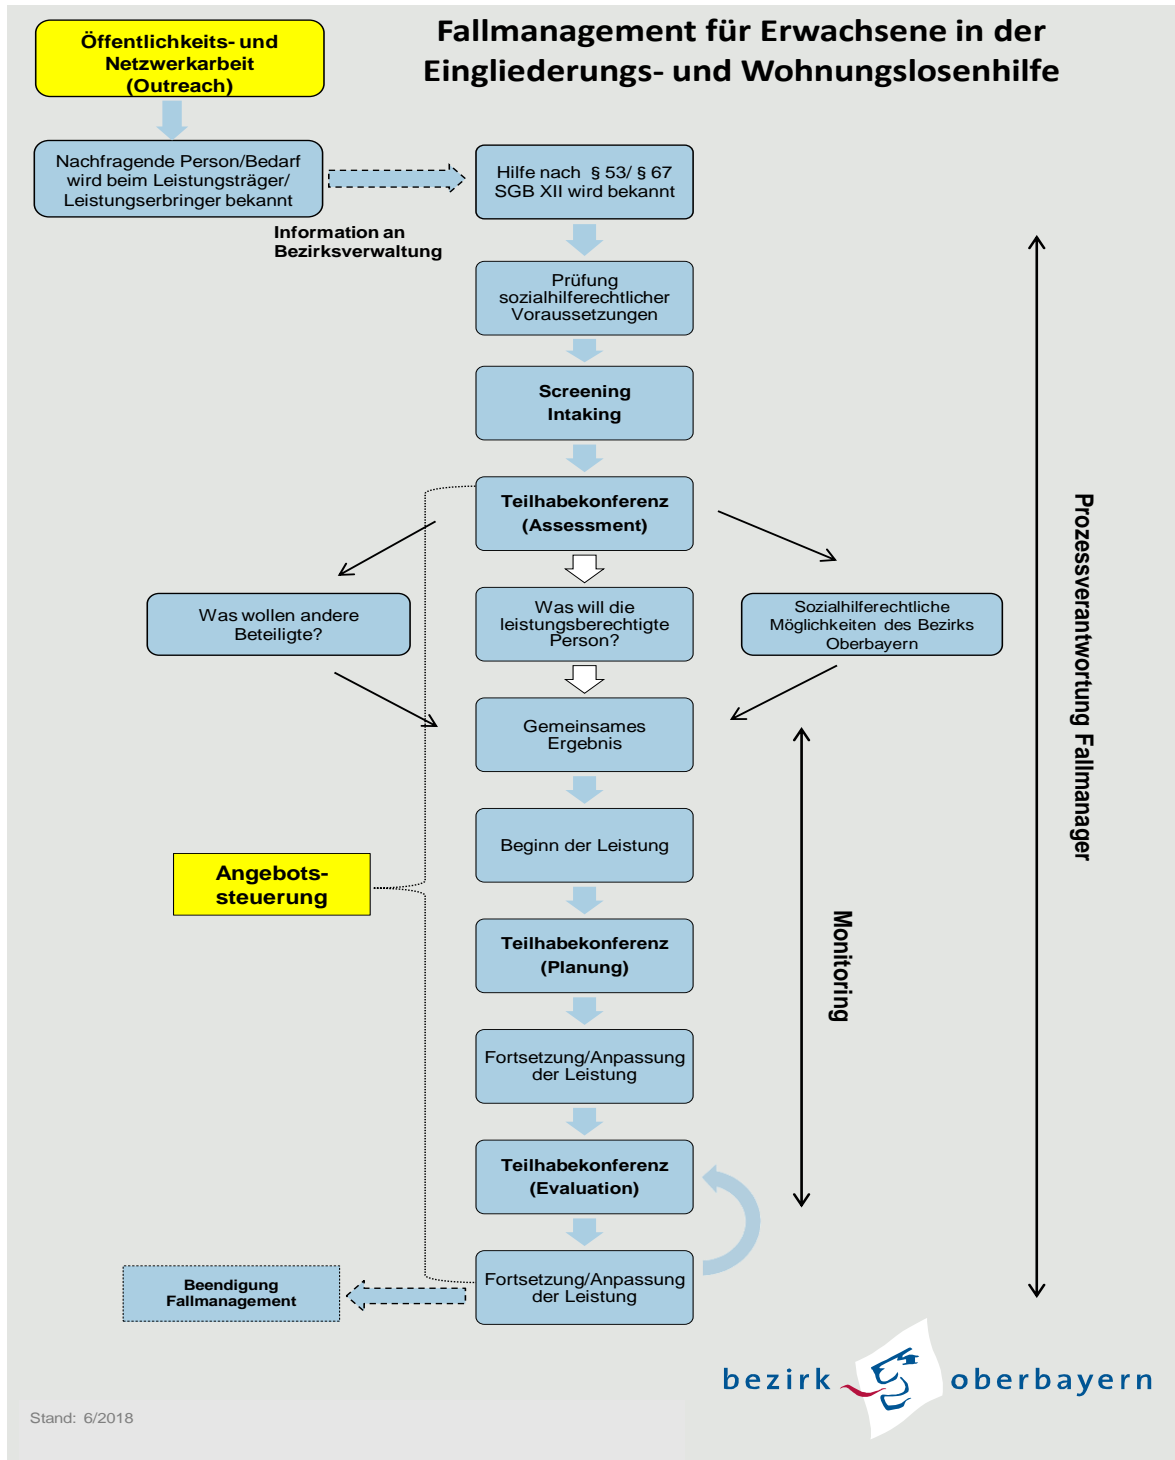 Fallmanagement für Erwachsene in der
Eingliederungs- und Wohnungslosenhilfe
Öffentlichkeits- und
Netzwerkarbeit
(Outreach)
Nachfragende Person/Bedarf
wird beim Leistungsträger/
Leistungserbringer bekannt
Information an
Bezirksverwaltung
Hilfe nach § 53/ § 67
SGB XII wird bekannt
Prüfung
sozialhilferechtlicher
Voraussetzungen
Screening
Intaking
Teilhabekonferenz
(Assessment)
Was wollen andere
Beteiligte?
Was will die
leistungsberechtigte
Person?
Sozialhilferechtliche
Möglichkeiten des Bezirks
Oberbayern
Gemeinsames
Ergebnis
Beginn der Leistung
Angebots-
steuerung
Teilhabekonferenz
(Planung)
Fortsetzung/Anpassung
der Leistung
Teilhabekonferenz
(Evaluation)
Fortsetzung/Anpassung
der Leistung
Beendigung
Fallmanagement
Monitoring
Prozessverantwortung Fallmanager
bezirk oberbayern
Stand: 6/2018